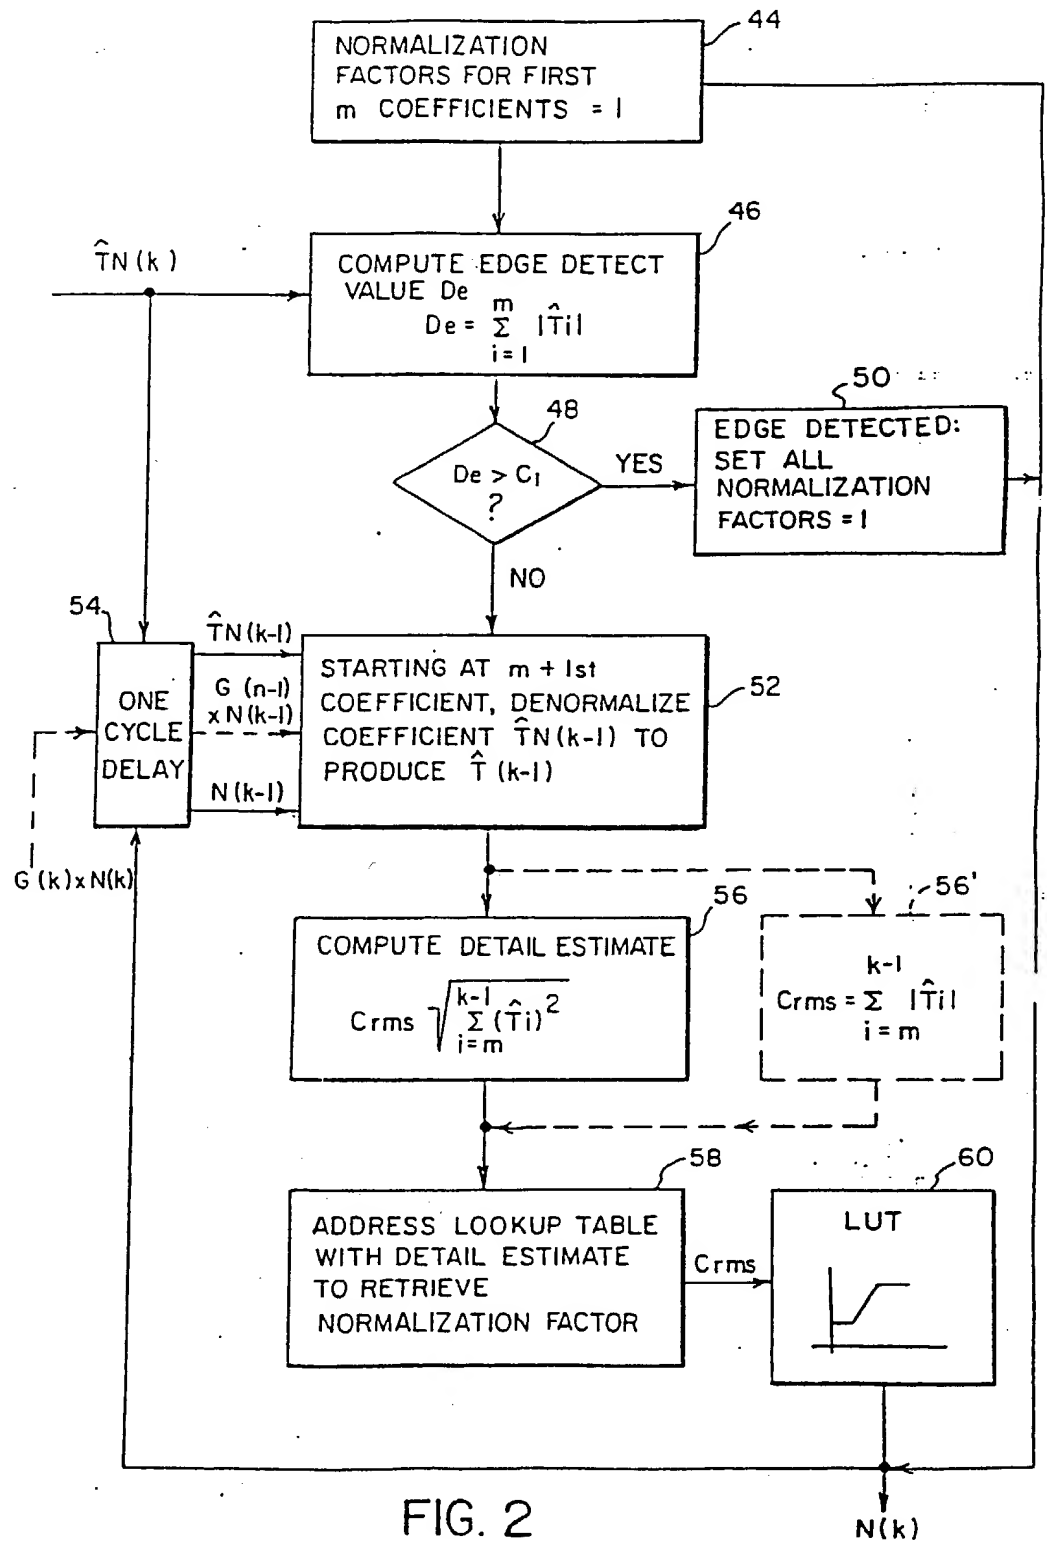 44
NORMALIZATION
FACTORS FOR FIRST
m COEFFICIENTS = 1
46
T̂N(k)
COMPUTE EDGE DETECT
VALUE De
m
De = Σ |T̂i|
i = 1
48
De > C₁
?
YES
50
EDGE DETECTED:
SET ALL
NORMALIZATION
FACTORS = 1
NO
54
ONE
CYCLE
DELAY
T̂N(k-1)
G (n-1)
xN(k-1)
N(k-1)
G (k)xN(k)
52
STARTING AT m + 1st
COEFFICIENT, DENORMALIZE
COEFFICIENT T̂N(k-1) TO
PRODUCE T̂ (k-1)
56
COMPUTE DETAIL ESTIMATE
k-1
Crms √Σ(T̂i)²
i=m
56'
k-1
Crms = Σ |T̂i|
i = m
58
ADDRESS LOOKUP TABLE
WITH DETAIL ESTIMATE
TO RETRIEVE
NORMALIZATION FACTOR
Crms
60
LUT
N(k)
FIG. 2